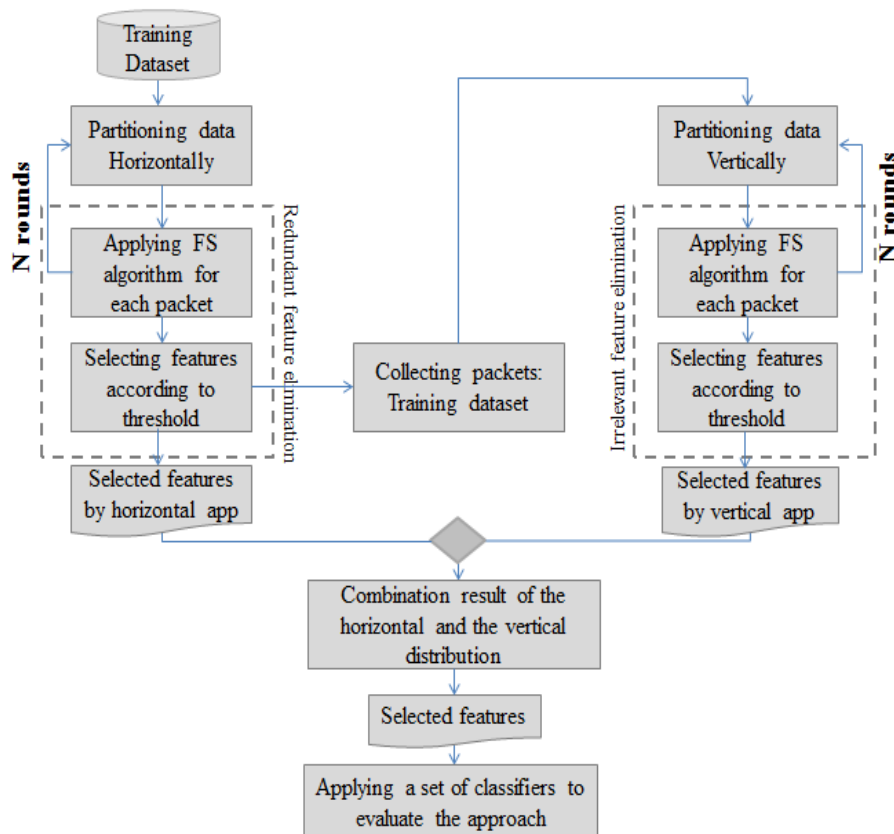 Training
Dataset
Partitioning data
Horizontally
N rounds
Applying FS
algorithm for
each packet
Selecting features
according to
threshold
Redundant feature elimination
Selected features
by horizontal app
Collecting packets:
Training dataset
Partitioning data
Vertically
N rounds
Irrelevant feature elimination
Applying FS
algorithm for
each packet
Selecting features
according to
threshold
Selected features
by vertical app
Combination result of the
horizontal and the vertical
distribution
Selected features
Applying a set of classifiers to
evaluate the approach